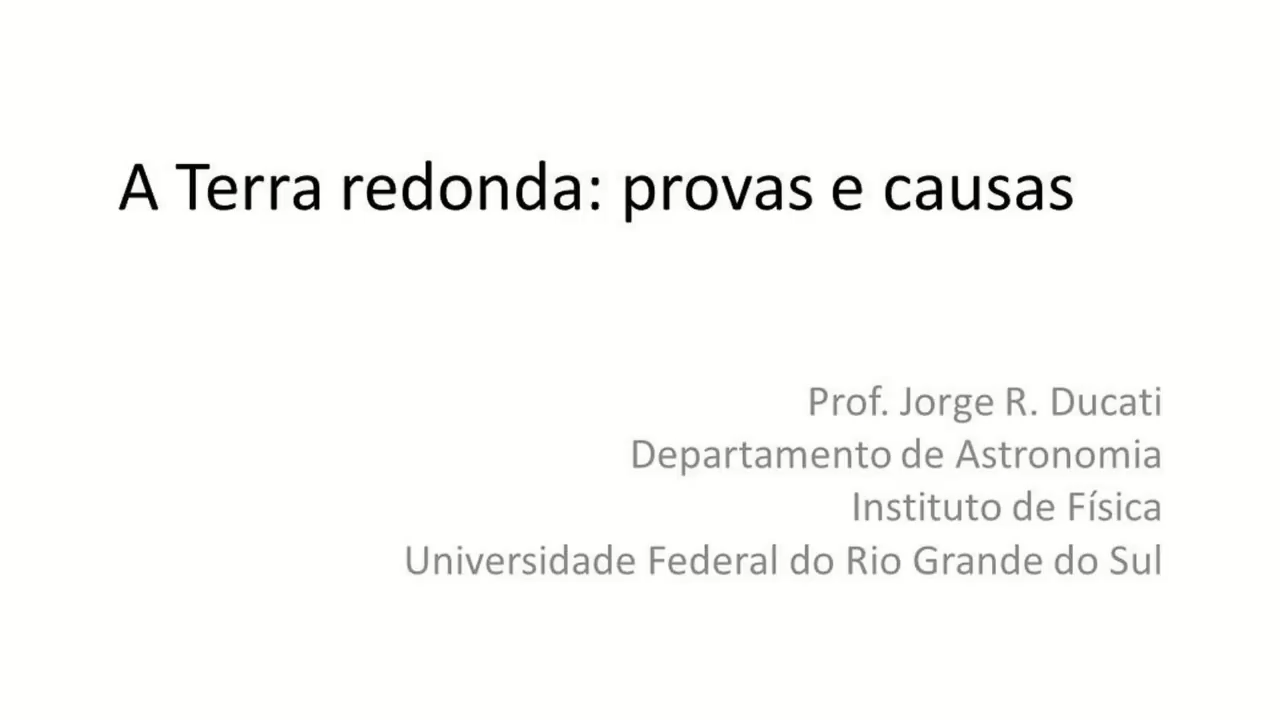 A Terra redonda: provas e causas
Prof. Jorge R. Ducati
Departamento de Astronomia
Instituto de Física
Universidade Federal do Rio Grande do Sul